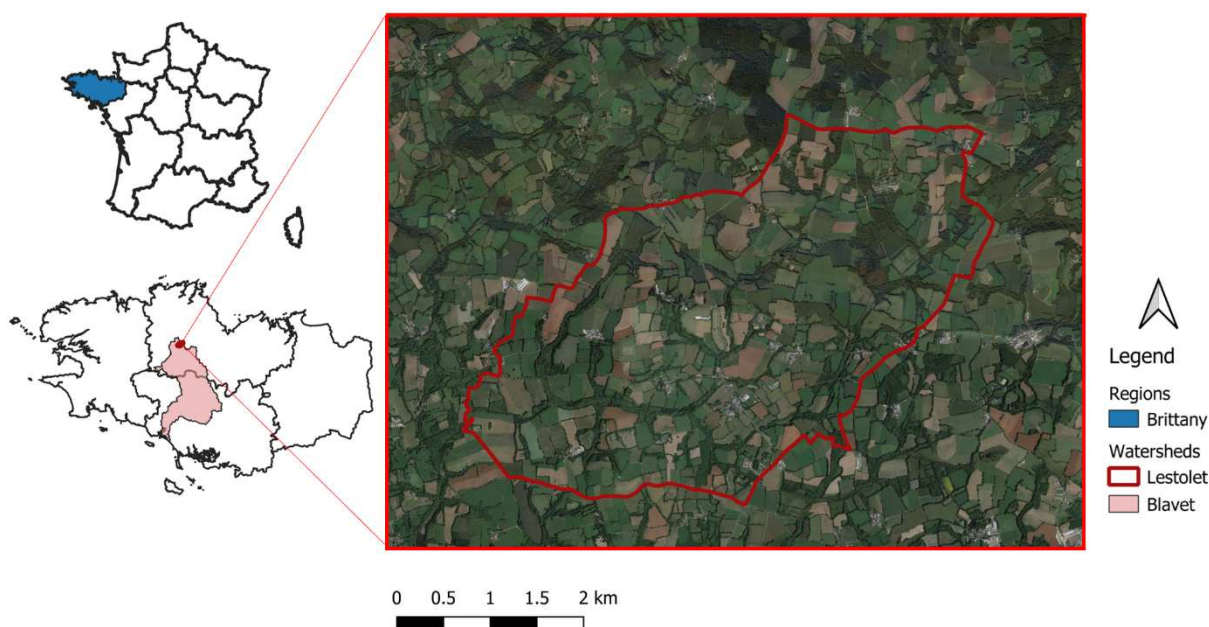 Legend
Regions
Brittany
Watersheds
Lestolet
Blavet
0 0.5 1 1.5 2 km